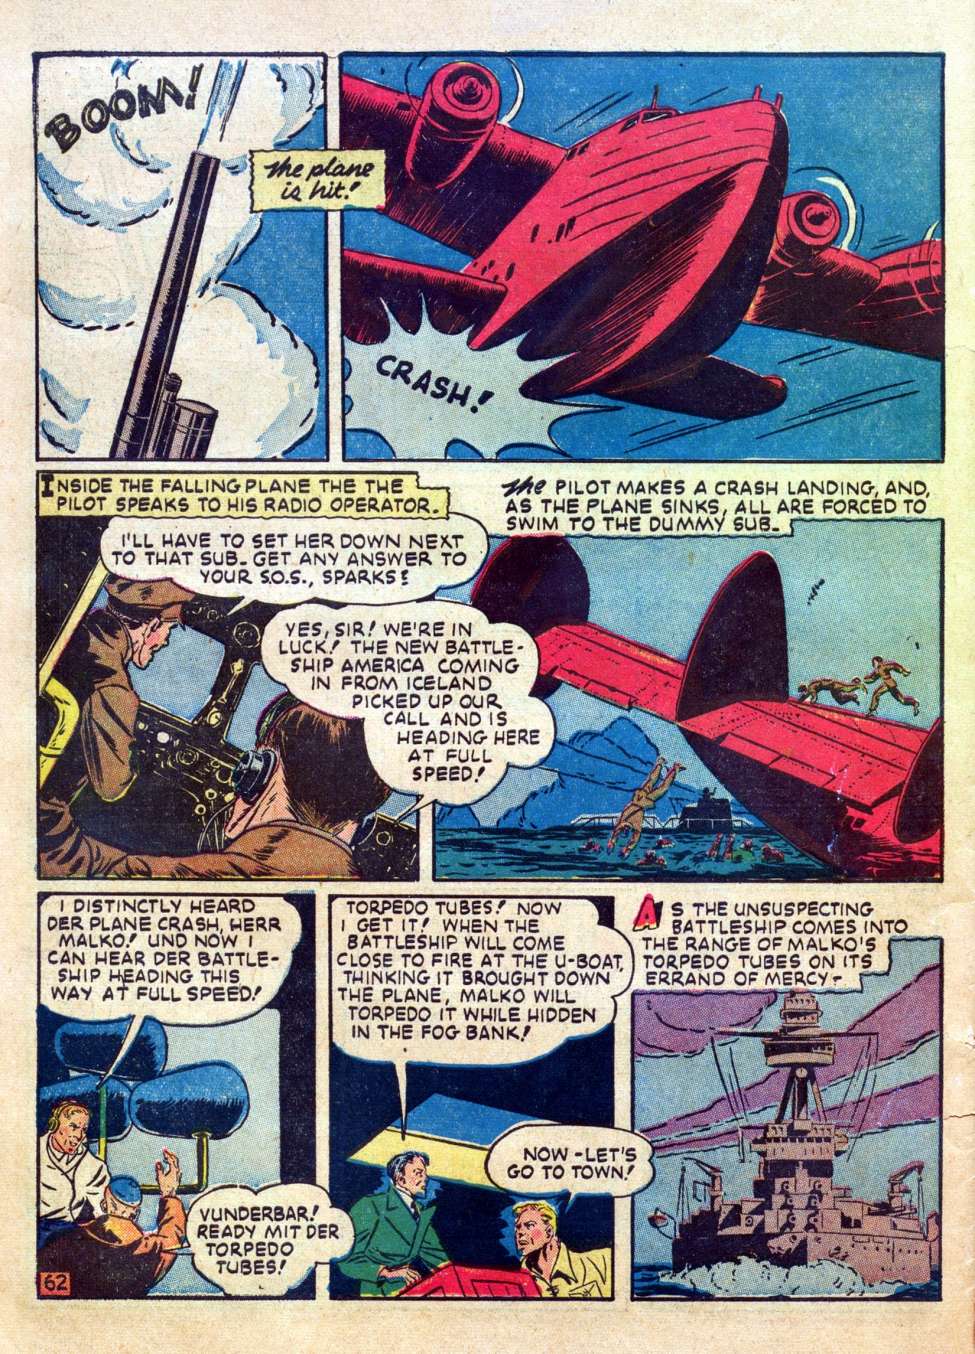 BOOM!
The plane
is hit!
CRASH!
INSIDE THE FALLING PLANE THE THE
PILOT SPEAKS TO HIS RADIO OPERATOR.
I'LL HAVE TO SET HER DOWN NEXT
TO THAT SUB- GET ANY ANSWER TO
YOUR S.O.S., SPARKS?
YES, SIR! WE'RE IN
LUCK! THE NEW BATTLE-
SHIP AMERICA COMING
IN FROM ICELAND
PICKED UP OUR
CALL AND IS
HEADING HERE
AT FULL
SPEED!
The PILOT MAKES A CRASH LANDING, AND,
AS THE PLANE SINKS, ALL ARE FORCED TO
SWIM TO THE DUMMY SUB-
I DISTINCTLY HEARD
DER PLANE CRASH, HERR
MALKO! UND NOW I
CAN HEAR DER BATTLE-
SHIP HEADING THIS
WAY AT FULL SPEED!
VUNDERBAR!
READY MIT DER
TORPEDO
TUBES!
62
TORPEDO TUBES! NOW
I GET IT! WHEN THE
BATTLESHIP WILL COME
CLOSE TO FIRE AT THE U-BOAT,
THINKING IT BROUGHT DOWN
THE PLANE, MALKO WILL
TORPEDO IT WHILE HIDDEN
IN THE FOG BANK!
NOW-LET'S
GO TO TOWN!
AS THE UNSUSPECTING
BATTLESHIP COMES INTO
THE RANGE OF MALKO'S
TORPEDO TUBES ON ITS
ERRAND OF MERCY-